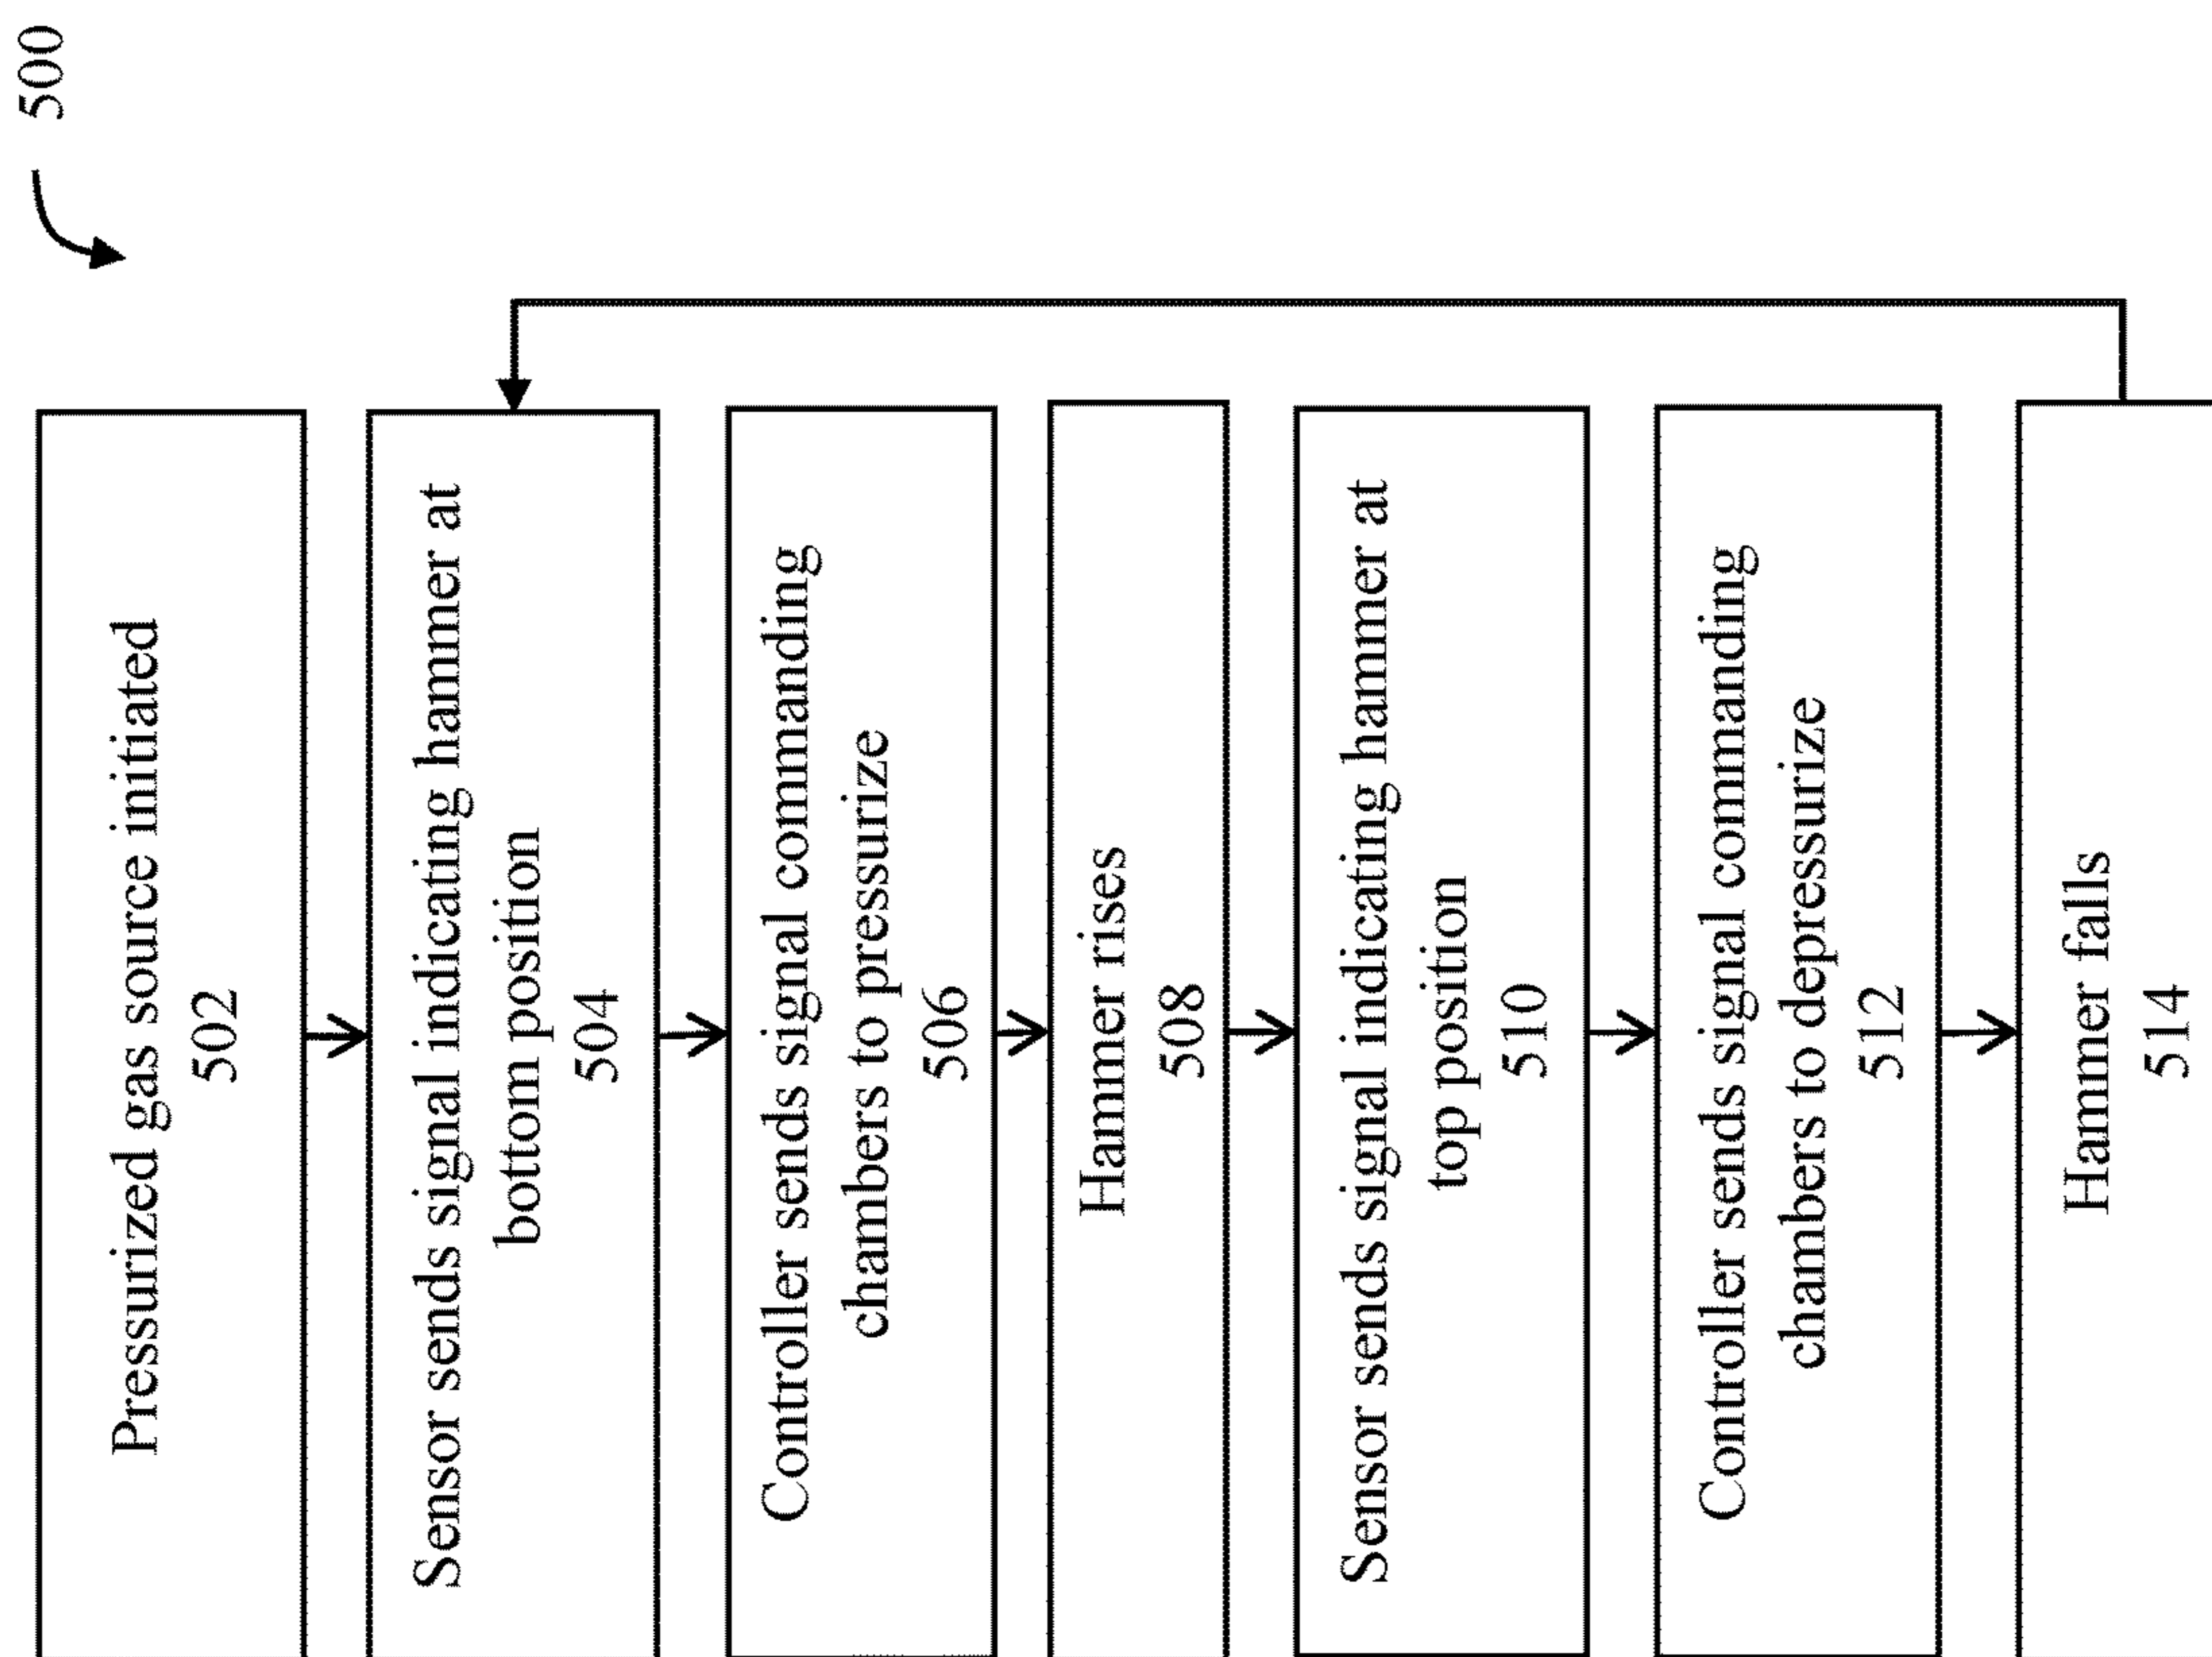 500
Pressurized gas source initiated
502
Sensor sends signal indicating hammer at
bottom position
504
Controller sends signal commanding
chambers to pressurize
506
Hammer rises
508
Sensor sends signal indicating hammer at
top position
510
Controller sends signal commanding
chambers to depressurize
512
Hammer falls
514